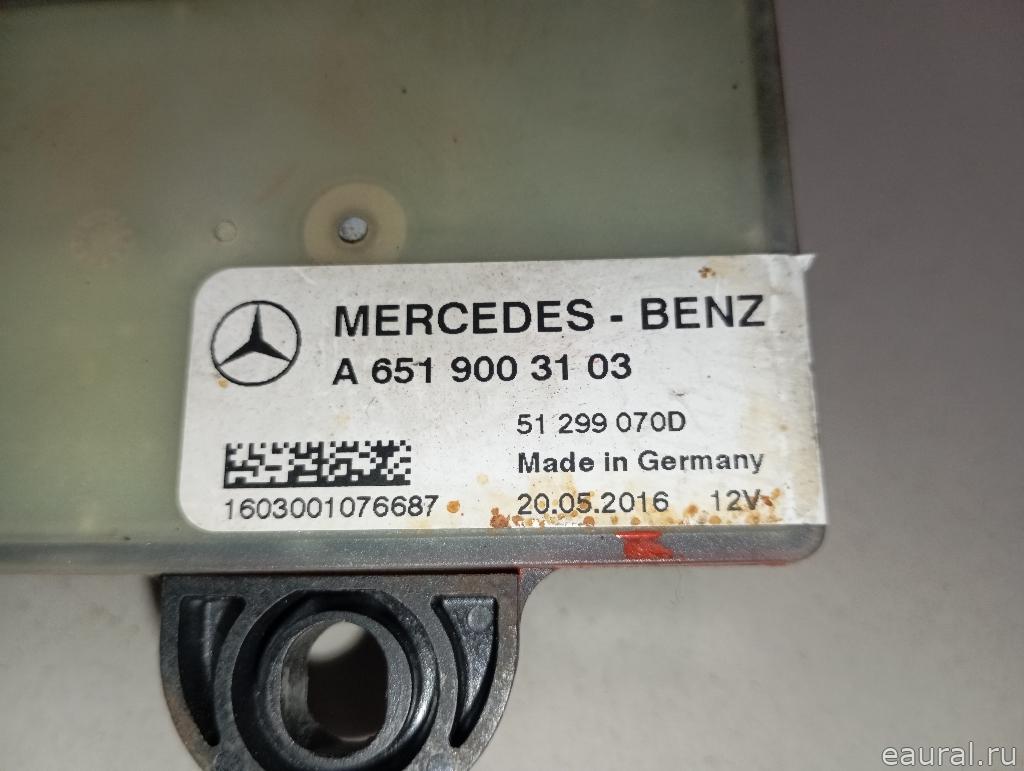 MERCEDES - BENZ
A 651 900 31 03
51 299 070D
Made in Germany
1603001076687
20.05.2016 12V
eaural.ru